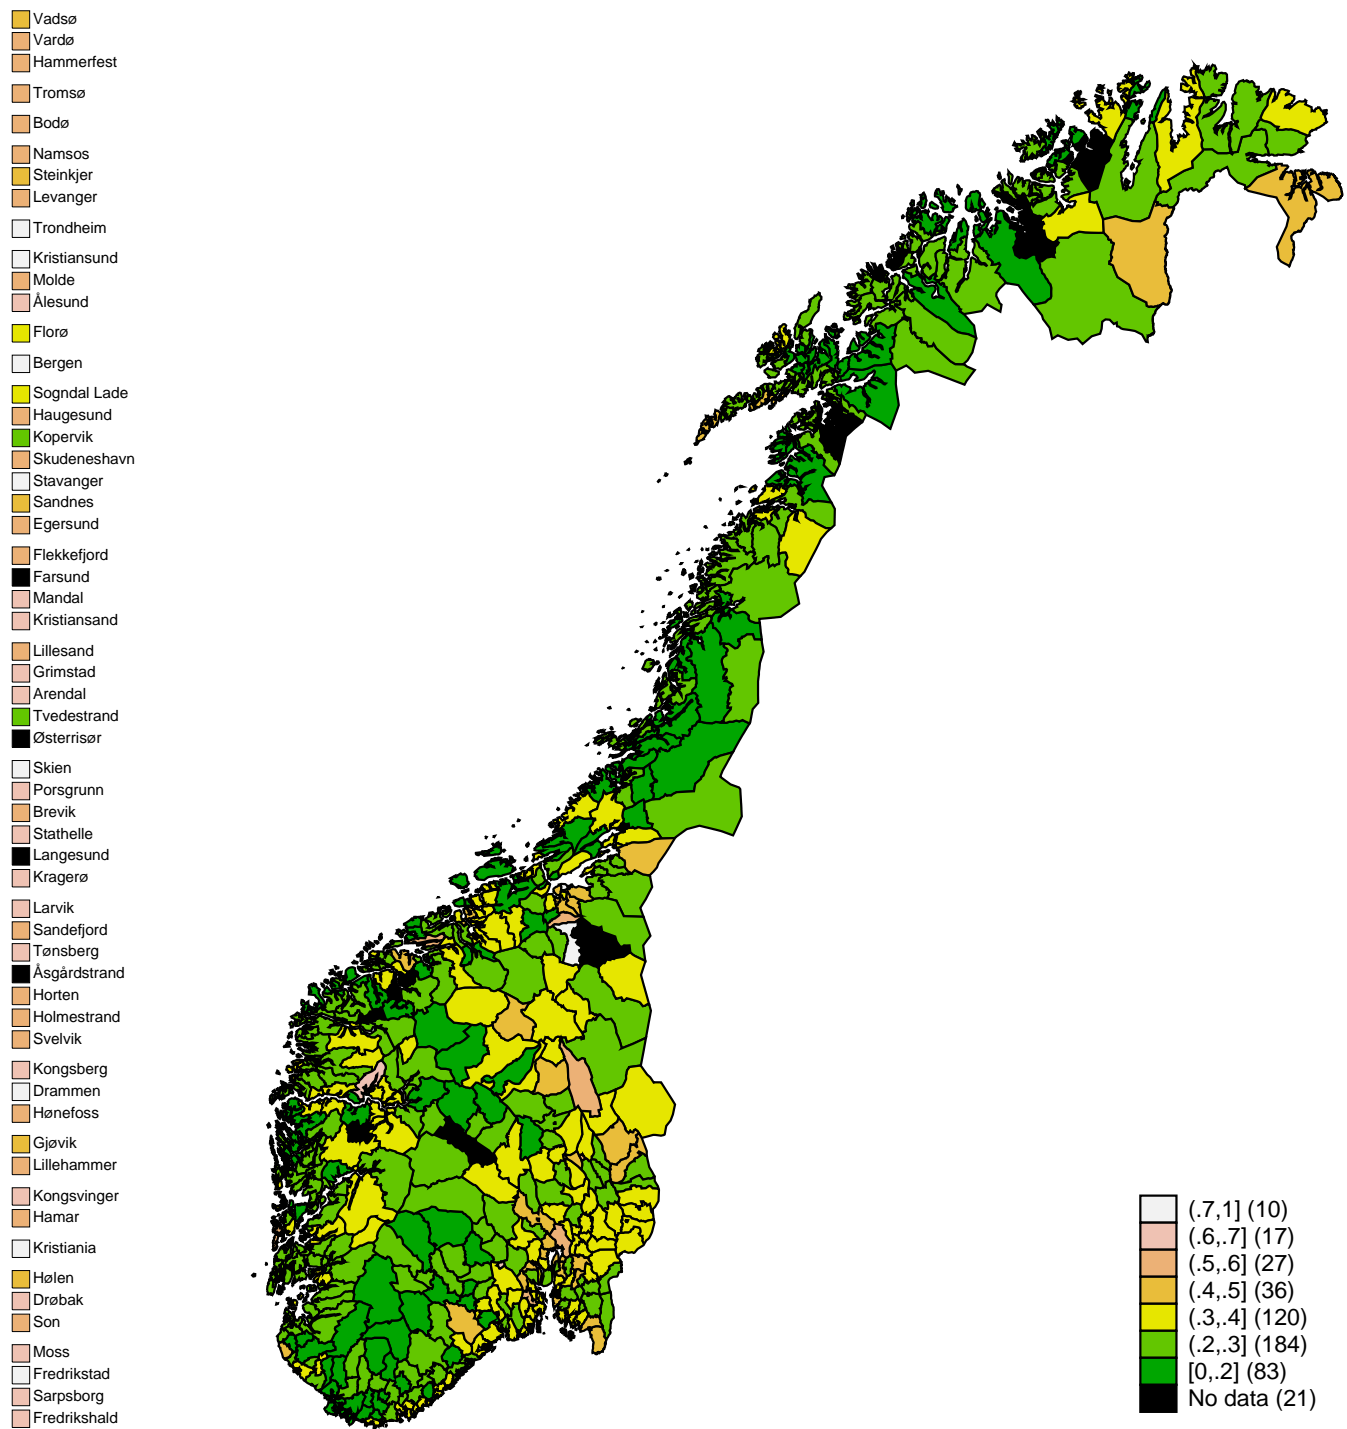 Vadsø
Vardø
Hammerfest
Tromsø
Bodø
Namsos
Steinkjer
Levanger
Trondheim
Kristiansund
Molde
Ålesund
Florø
Bergen
Sogndal Lade
Haugesund
Kopervik
Skudeneshavn
Stavanger
Sandnes
Egersund
Flekkefjord
Farsund
Mandal
Kristiansand
Lillesand
Grimstad
Arendal
Tvedestrand
Østerrisør
Skien
Porsgrunn
Brevik
Stathelle
Langesund
Kragerø
Larvik
Sandefjord
Tønsberg
Åsgårdstrand
Horten
Holmestrand
Svelvik
Kongsberg
Drammen
Hønefoss
Gjøvik
Lillehammer
Kongsvinger
Hamar
Kristiania
Hølen
Drøbak
Son
Moss
Fredrikstad
Sarpsborg
Fredrikshald
(.7,1] (10)
(.6,.7] (17)
(.5,.6] (27)
(.4,.5] (36)
(.3,.4] (120)
(.2,.3] (184)
[0,.2] (83)
No data (21)